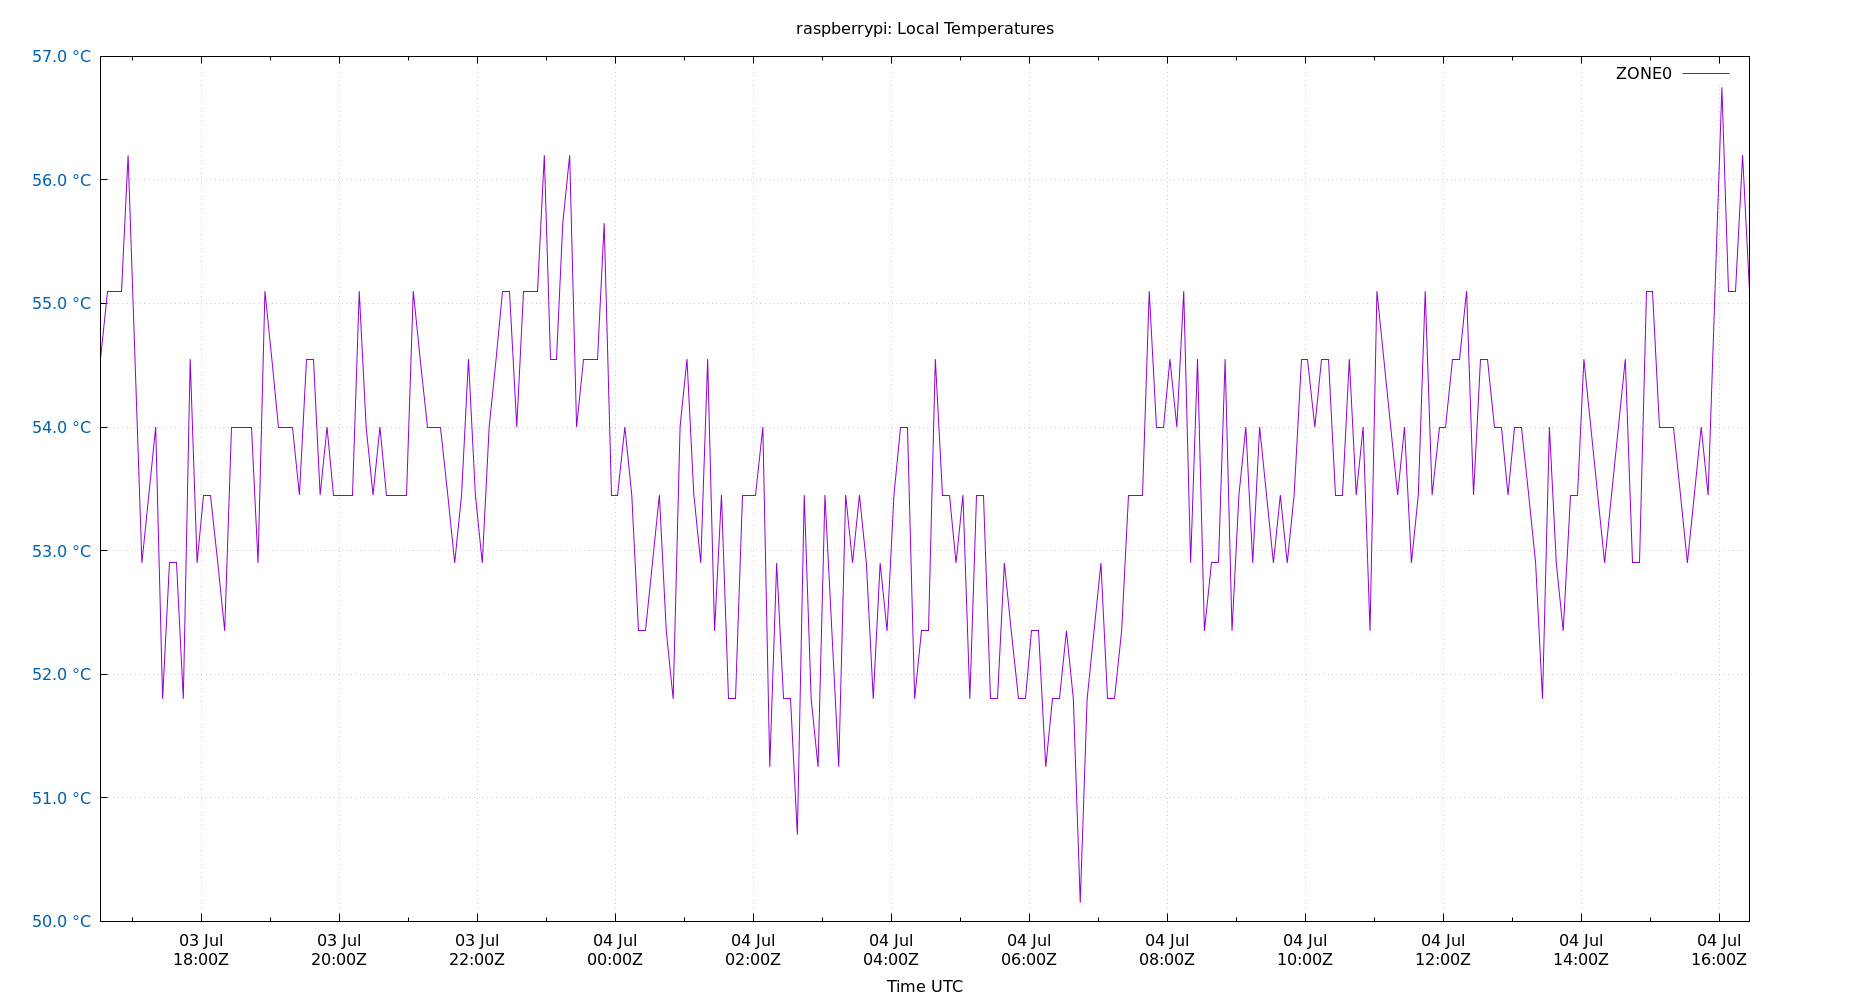 raspberrypi: Local Temperatures
57.0 °C
ZONE0
56.0 °C
55.0 °C
54.0 °C
53.0 °C
52.0 °C
51.0 °C
50.0 °C
03 Jul 03 Jul 03 Jul 04 Jul 04 Jul 04 Jul 04 Jul 04 Jul 04 Jul 04 Jul 04 Jul 04 Jul
18:00Z 20:00Z 22:00Z 00:00Z 02:00Z 04:00Z 06:00Z 08:00Z 10:00Z 12:00Z 14:00Z 16:00Z
Time UTC